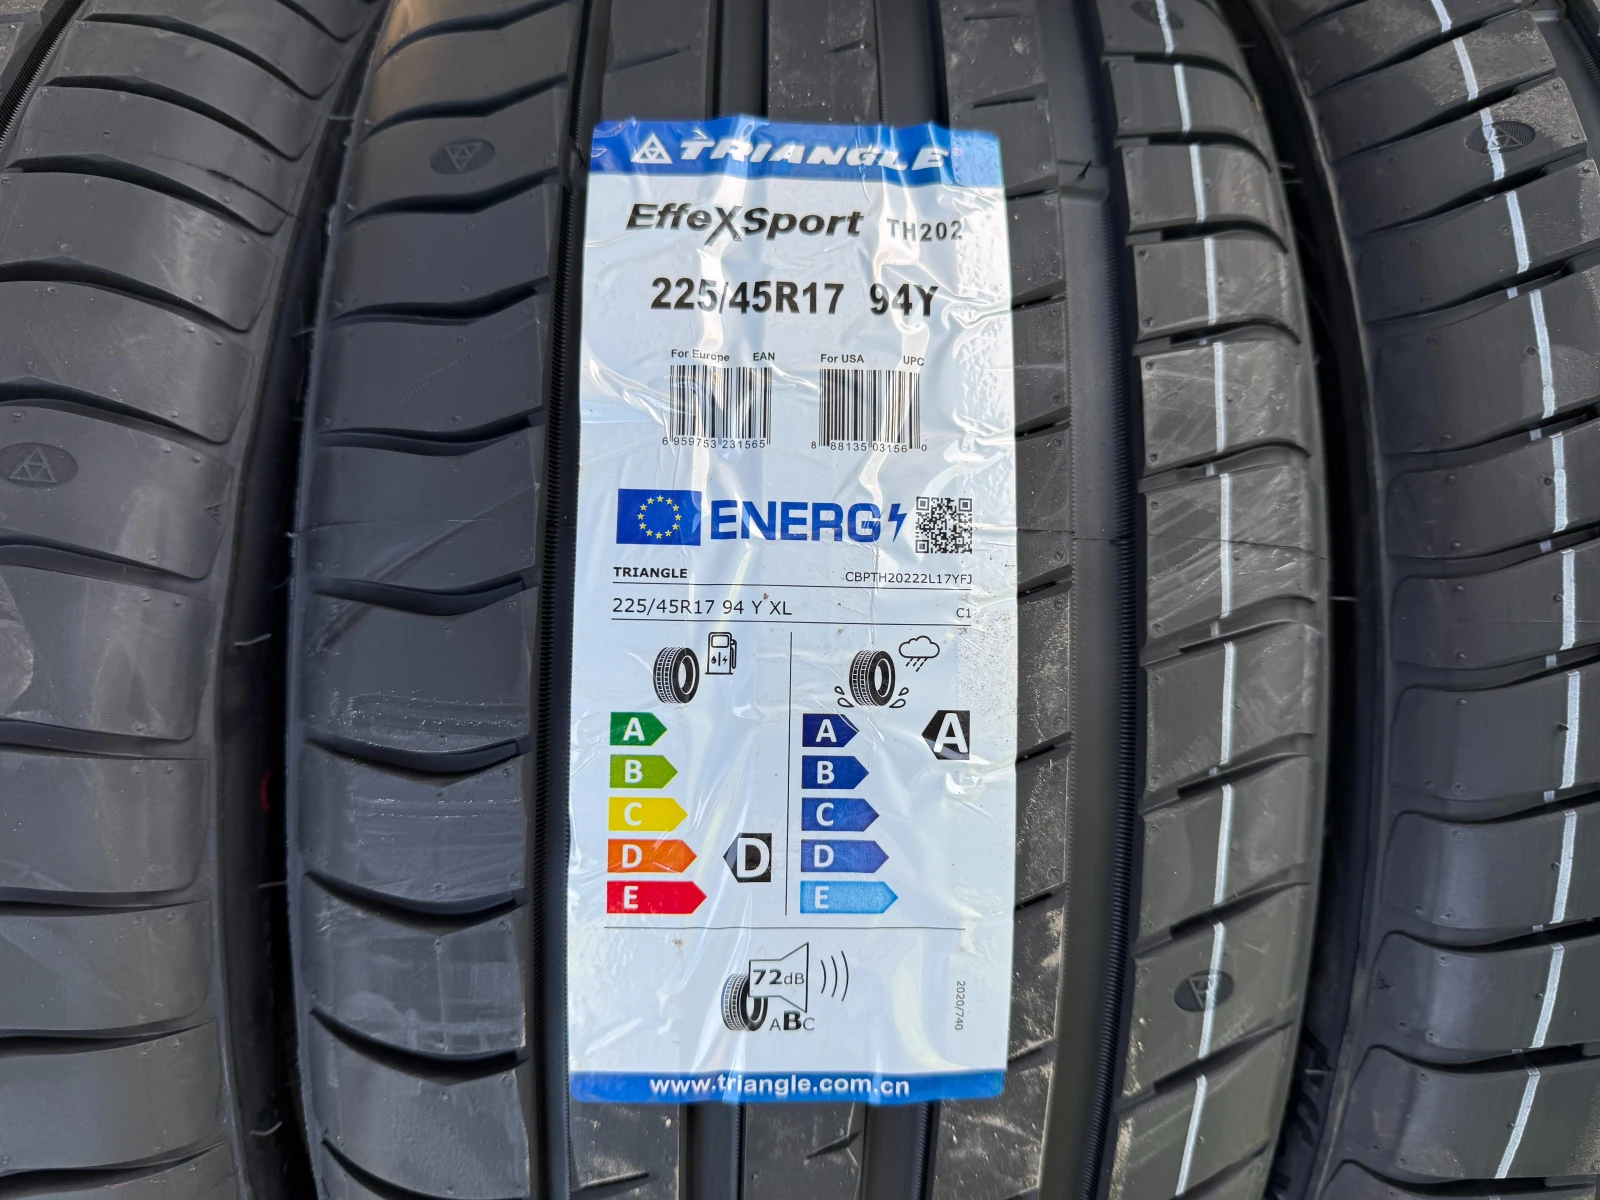 TRIANGLE
EffeXSport TH202
225/45R17 94Y
For Europe EAN For USA UPC
6 959753 231565 8 88135 03156 0
ENERG
TRIANGLE CBPTH20222L17YFJ
225/45R17 94 Y XL C1
A A A
B B
C C
D D D
E E
72dB
ABC
2020/740
www.triangle.com.cn